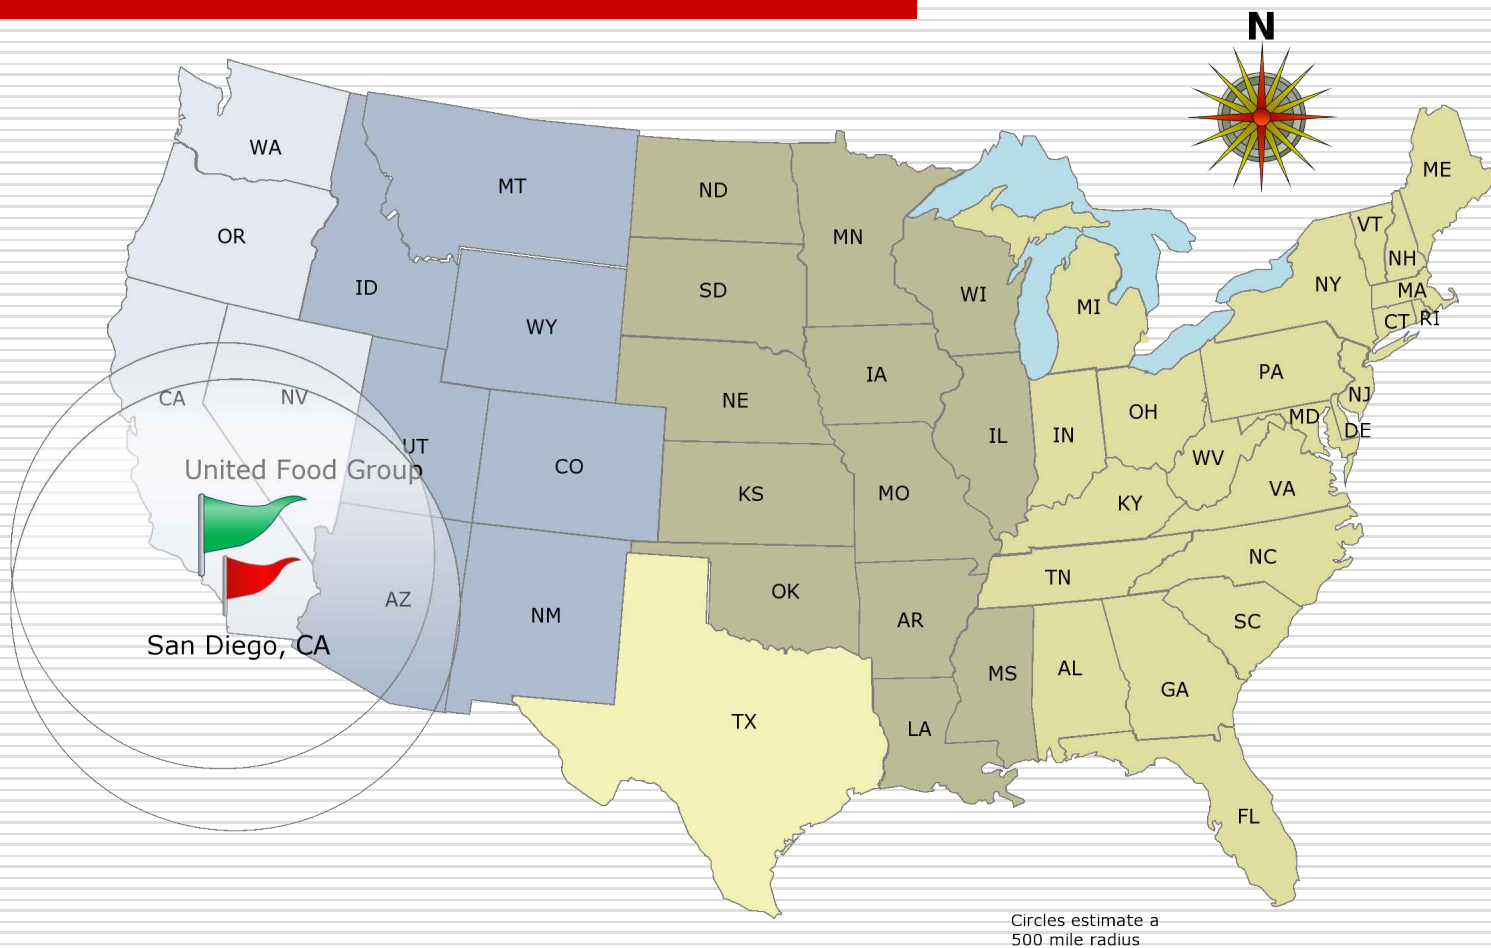 N
WA
MT
ND
ME
OR
MN
VT
NH
ID
SD
WI
NY
MA
MI
CT
RI
WY
IA
PA
CA
NV
NE
OH
NJ
MD
DE
UT
CO
IL
IN
WV
United Food Group
KS
MO
KY
VA
AZ
NM
OK
AR
TN
NC
SC
San Diego, CA
MS
AL
GA
TX
LA
FL
Circles estimate a
500 mile radius